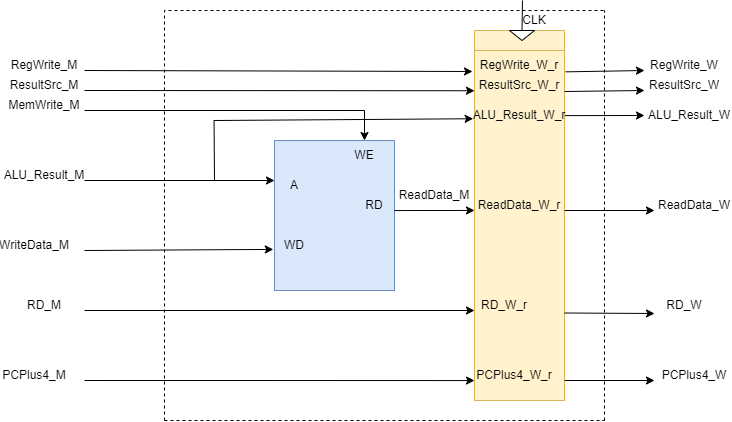 CLK
RegWrite_M
RegWrite_W_r
RegWrite_W
ResultSrc_M
ResultSrc_W_r
ResultSrc_W
MemWrite_M
ALU_Result_W_r
ALU_Result_W
WE
ALU_Result_M
A
ReadData_M
RD
ReadData_W_r
ReadData_W
WriteData_M
WD
RD_M
RD_W_r
RD_W
PCPlus4_M
PCPlus4_W_r
PCPlus4_W